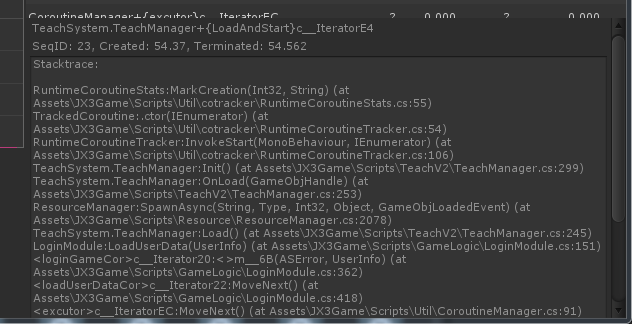 CoroutineManager+{excutor}c__IteratorEC 2 0.000 2 0.000
TeachSystem.TeachManager+{LoadAndStart}c__IteratorE4
SeqID: 23, Created: 54.37, Terminated: 54.562
Stacktrace:
RuntimeCoroutineStats:MarkCreation(Int32, String) (at
Assets\JX3Game\Scripts\Util\cotracker\RuntimeCoroutineStats.cs:55)
TrackedCoroutine:.ctor(IEnumerator) (at
Assets\JX3Game\Scripts\Util\cotracker\RuntimeCoroutineTracker.cs:54)
RuntimeCoroutineTracker:InvokeStart(MonoBehaviour, IEnumerator) (at
Assets\JX3Game\Scripts\Util\cotracker\RuntimeCoroutineTracker.cs:106)
TeachSystem.TeachManager:Init() (at Assets\JX3Game\Scripts\TeachV2\TeachManager.cs:299)
TeachSystem.TeachManager:OnLoad(GameObjHandle) (at
Assets\JX3Game\Scripts\TeachV2\TeachManager.cs:253)
ResourceManager:SpawnAsync(String, Type, Int32, Object, GameObjLoadedEvent) (at
Assets\JX3Game\Scripts\Resource\ResourceManager.cs:2078)
TeachSystem.TeachManager:Load() (at Assets\JX3Game\Scripts\TeachV2\TeachManager.cs:245)
LoginModule:LoadUserData(UserInfo) (at Assets\JX3Game\Scripts\GameLogic\LoginModule.cs:151)
<loginGameCor>c__Iterator20:<>m__6B(ASError, UserInfo) (at
Assets\JX3Game\Scripts\GameLogic\LoginModule.cs:362)
<loadUserDataCor>c__Iterator22:MoveNext() (at
Assets\JX3Game\Scripts\GameLogic\LoginModule.cs:418)
<excutor>c__IteratorEC:MoveNext() (at Assets\JX3Game\Scripts\Util\CoroutineManager.cs:91)